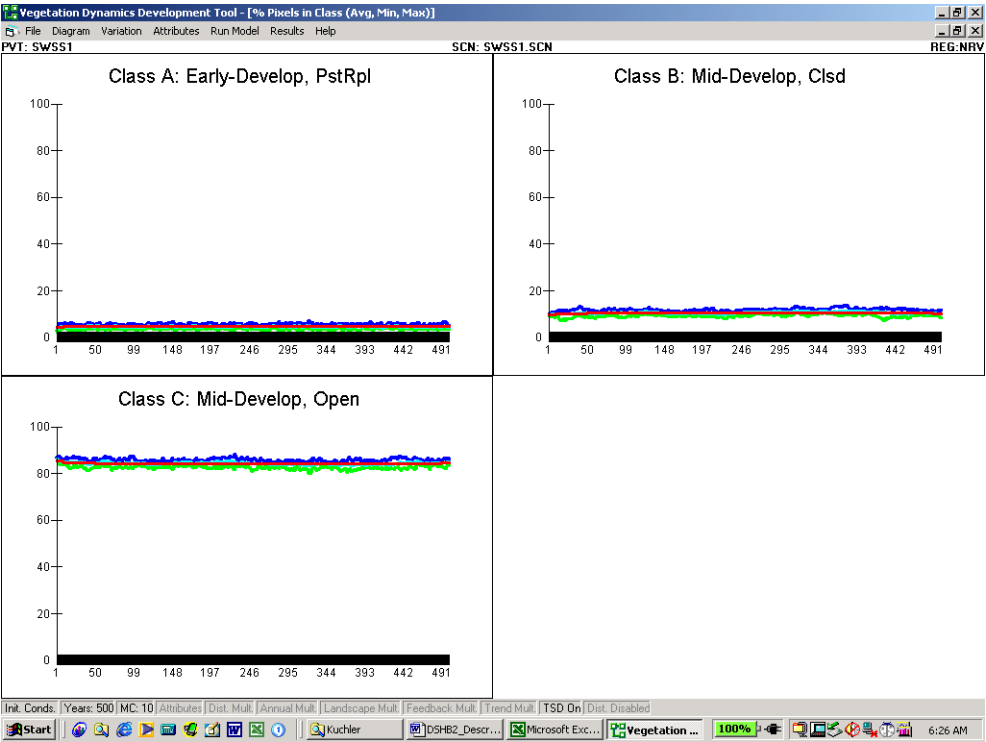 Vegetation Dynamics Development Tool - [% Pixels in Class (Avg, Min, Max)]
File Diagram Variation Attributes Run Model Results Help
PVT: SWSS1 SCN: SWSS1.SCN REG:NRV
Class A: Early-Develop, PstRpl
100
80
60
40
20
0
1 50 99 148 197 246 295 344 393 442 491
Class B: Mid-Develop, Clsd
100
80
60
40
20
0
1 50 99 148 197 246 295 344 393 442 491
Class C: Mid-Develop, Open
100
80
60
40
20
0
1 50 99 148 197 246 295 344 393 442 491
Init. Conds. Years: 500 MC: 10 Attributes Dist. Mult. Annual Mult. Landscape Mult. Feedback Mult. Trend Mult. TSD On Dist. Disabled
Start Kuchler DSHB2_Descr... Microsoft Exc... Vegetation ... 100% 6:26 AM